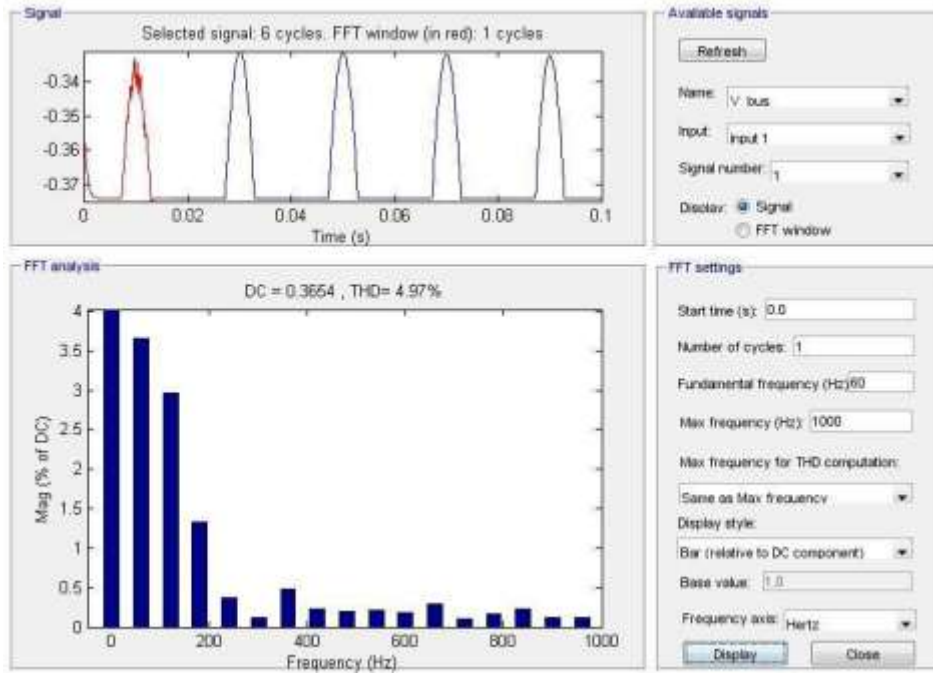 Signal
Selected signal: 6 cycles. FFT window (in red): 1 cycles
-0.34
-0.35
-0.36
-0.37
0 0.02 0.04 0.06 0.08 0.1
Time (s)
Available signals
Refresh
Name: V bus
Input: Input 1
Signal number: 1
Display: Signal
FFT window
FFT analysis
DC = 0.3654 , THD= 4.97%
4
3.5
3
2.5
2
1.5
1
0.5
0
Mag (% of DC)
0 200 400 600 800 1000
Frequency (Hz)
FFT settings
Start time (s): 0.0
Number of cycles: 1
Fundamental frequency (Hz) 60
Max frequency (Hz): 1000
Max frequency for THD computation:
Same as Max frequency
Display style:
Bar (relative to DC component)
Base value: 1.0
Frequency axis: Hertz
Display Close